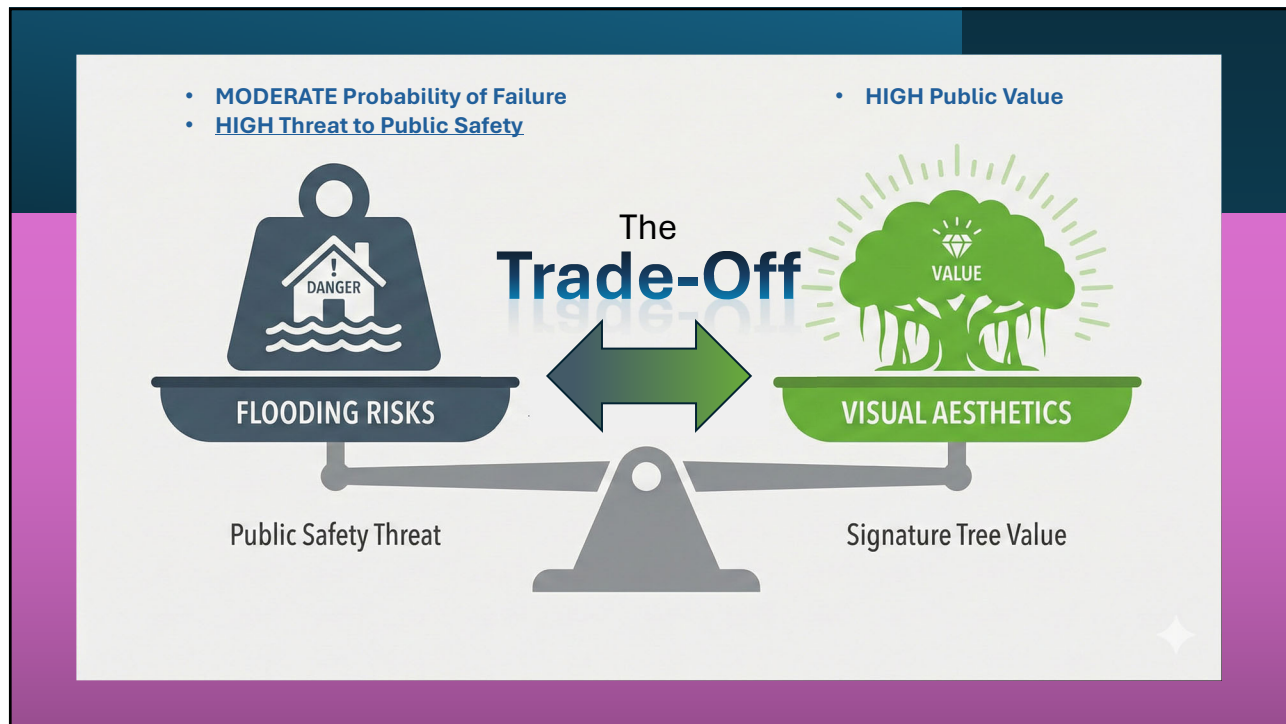 • MODERATE Probability of Failure
• HIGH Threat to Public Safety
• HIGH Public Value
The
Trade-Off
! 
DANGER
VALUE
FLOODING RISKS
VISUAL AESTHETICS
Public Safety Threat
Signature Tree Value